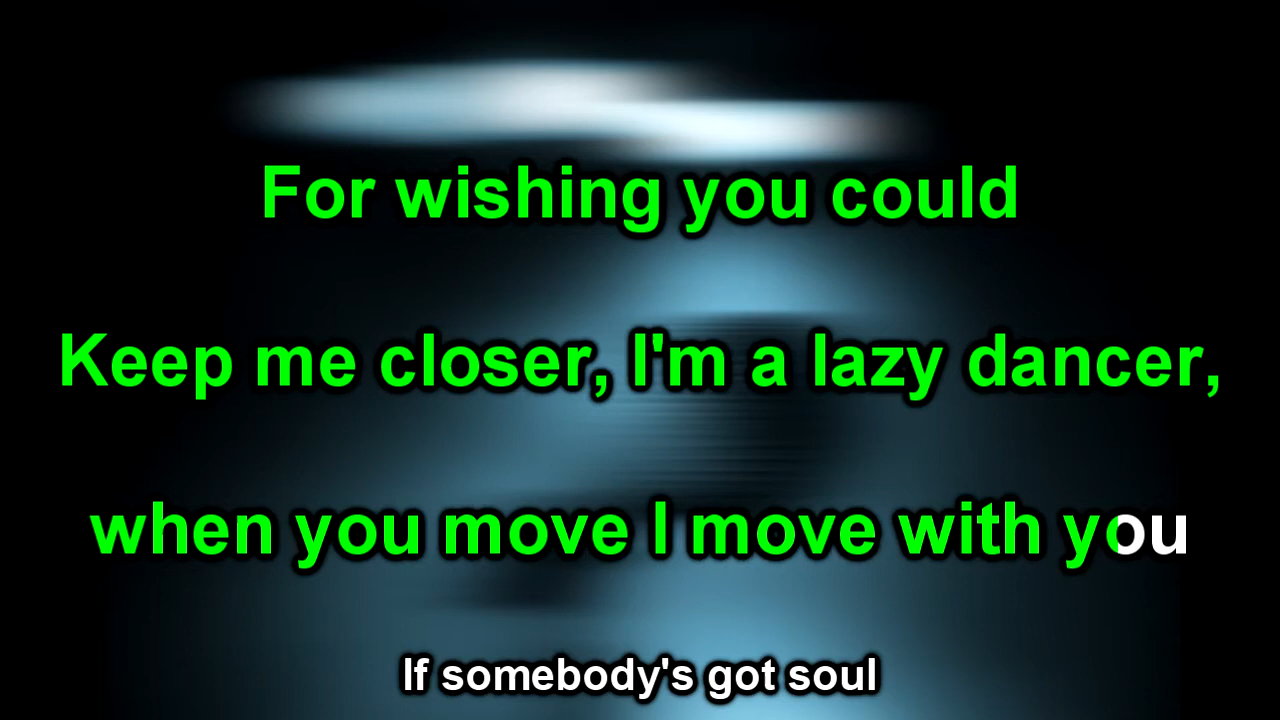 For wishing you could
Keep me closer, I'm a lazy dancer,
when you move I move with you
If somebody's got soul